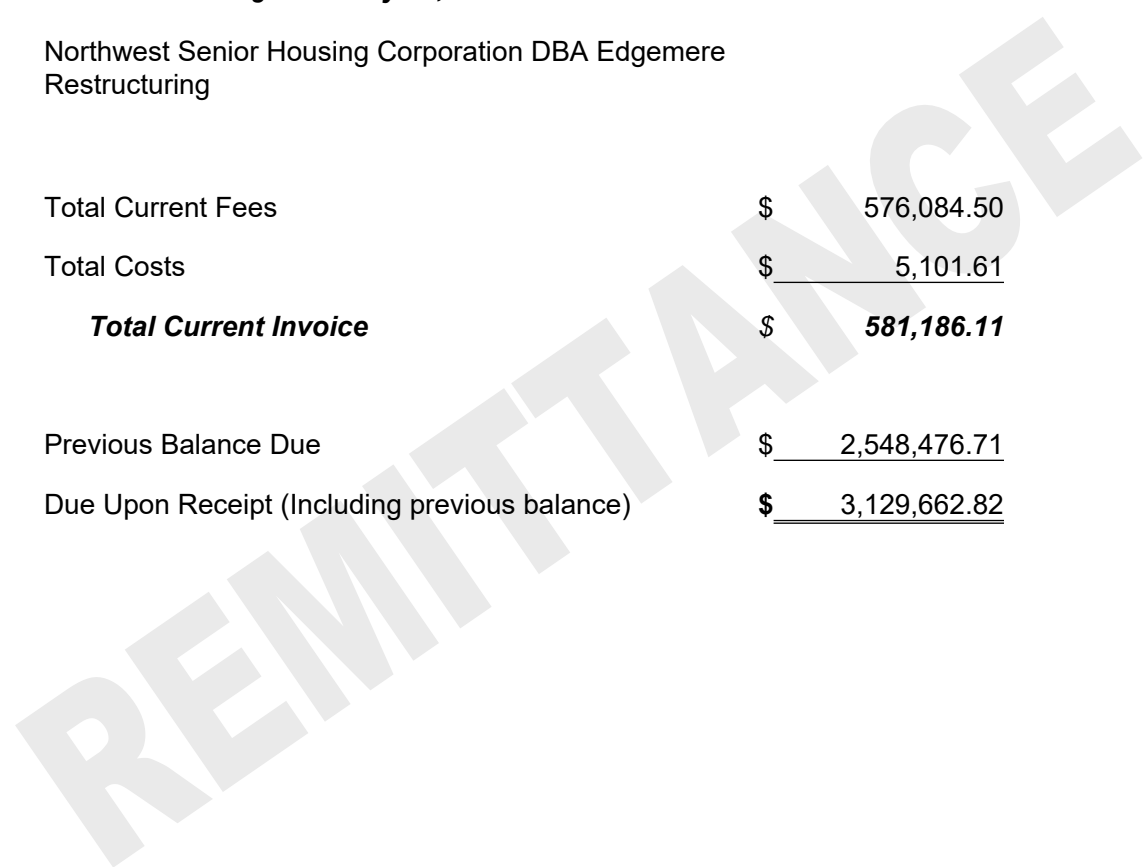 Northwest Senior Housing Corporation DBA Edgemere
Restructuring
Total Current Fees $ 576,084.50
Total Costs $ 5,101.61
Total Current Invoice $ 581,186.11
Previous Balance Due $ 2,548,476.71
Due Upon Receipt (Including previous balance) $ 3,129,662.82
REMITTANCE